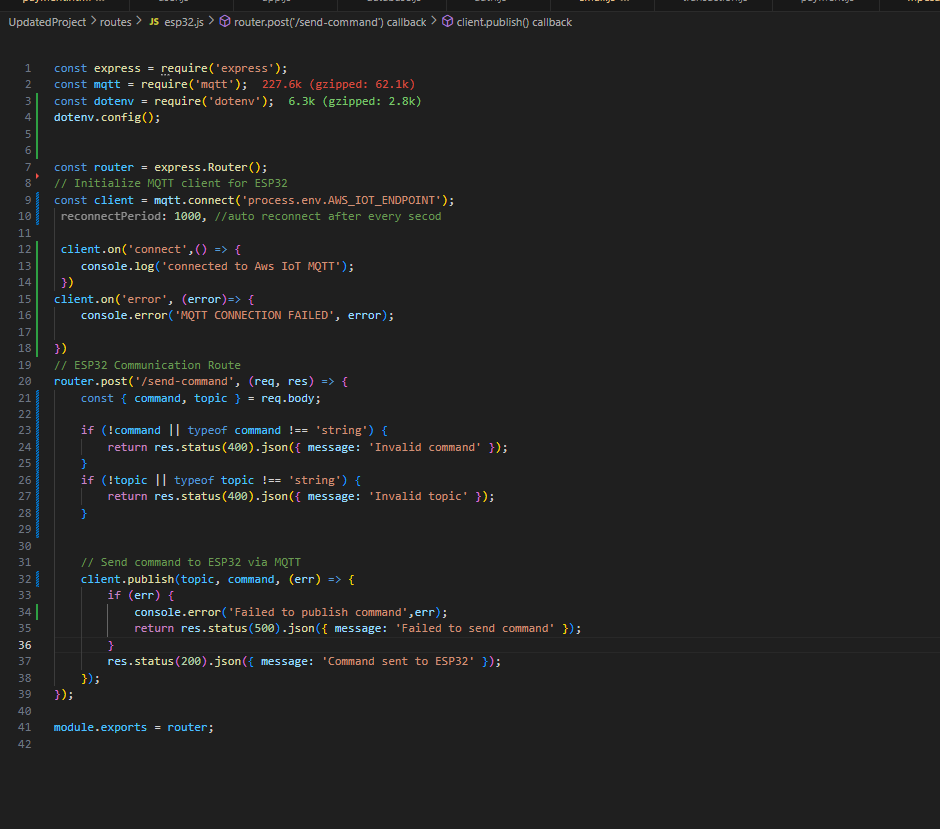 UpdatedProject > routes > JS esp32.js > router.post('/send-command') callback > client.publish() callback
1 const express = require('express');
2 const mqtt = require('mqtt'); 227.6k (gzipped: 62.1k)
3 const dotenv = require('dotenv'); 6.3k (gzipped: 2.8k)
4 dotenv.config();
5
6
7 const router = express.Router();
8 // Initialize MQTT client for ESP32
9 const client = mqtt.connect('process.env.AWS_IOT_ENDPOINT');
10 reconnectPeriod: 1000, //auto reconnect after every secod
11
12 client.on('connect',() => {
13 console.log('connected to Aws IoT MQTT');
14 })
15 client.on('error', (error)=> {
16 console.error('MQTT CONNECTION FAILED', error);
17
18 })
19 // ESP32 Communication Route
20 router.post('/send-command', (req, res) => {
21 const { command, topic } = req.body;
22
23 if (!command || typeof command !== 'string') {
24 return res.status(400).json({ message: 'Invalid command' });
25 }
26 if (!topic || typeof topic !== 'string') {
27 return res.status(400).json({ message: 'Invalid topic' });
28 }
29
30
31 // Send command to ESP32 via MQTT
32 client.publish(topic, command, (err) => {
33 if (err) {
34 console.error('Failed to publish command',err);
35 return res.status(500).json({ message: 'Failed to send command' });
36 }
37 res.status(200).json({ message: 'Command sent to ESP32' });
38 });
39 });
40
41 module.exports = router;
42